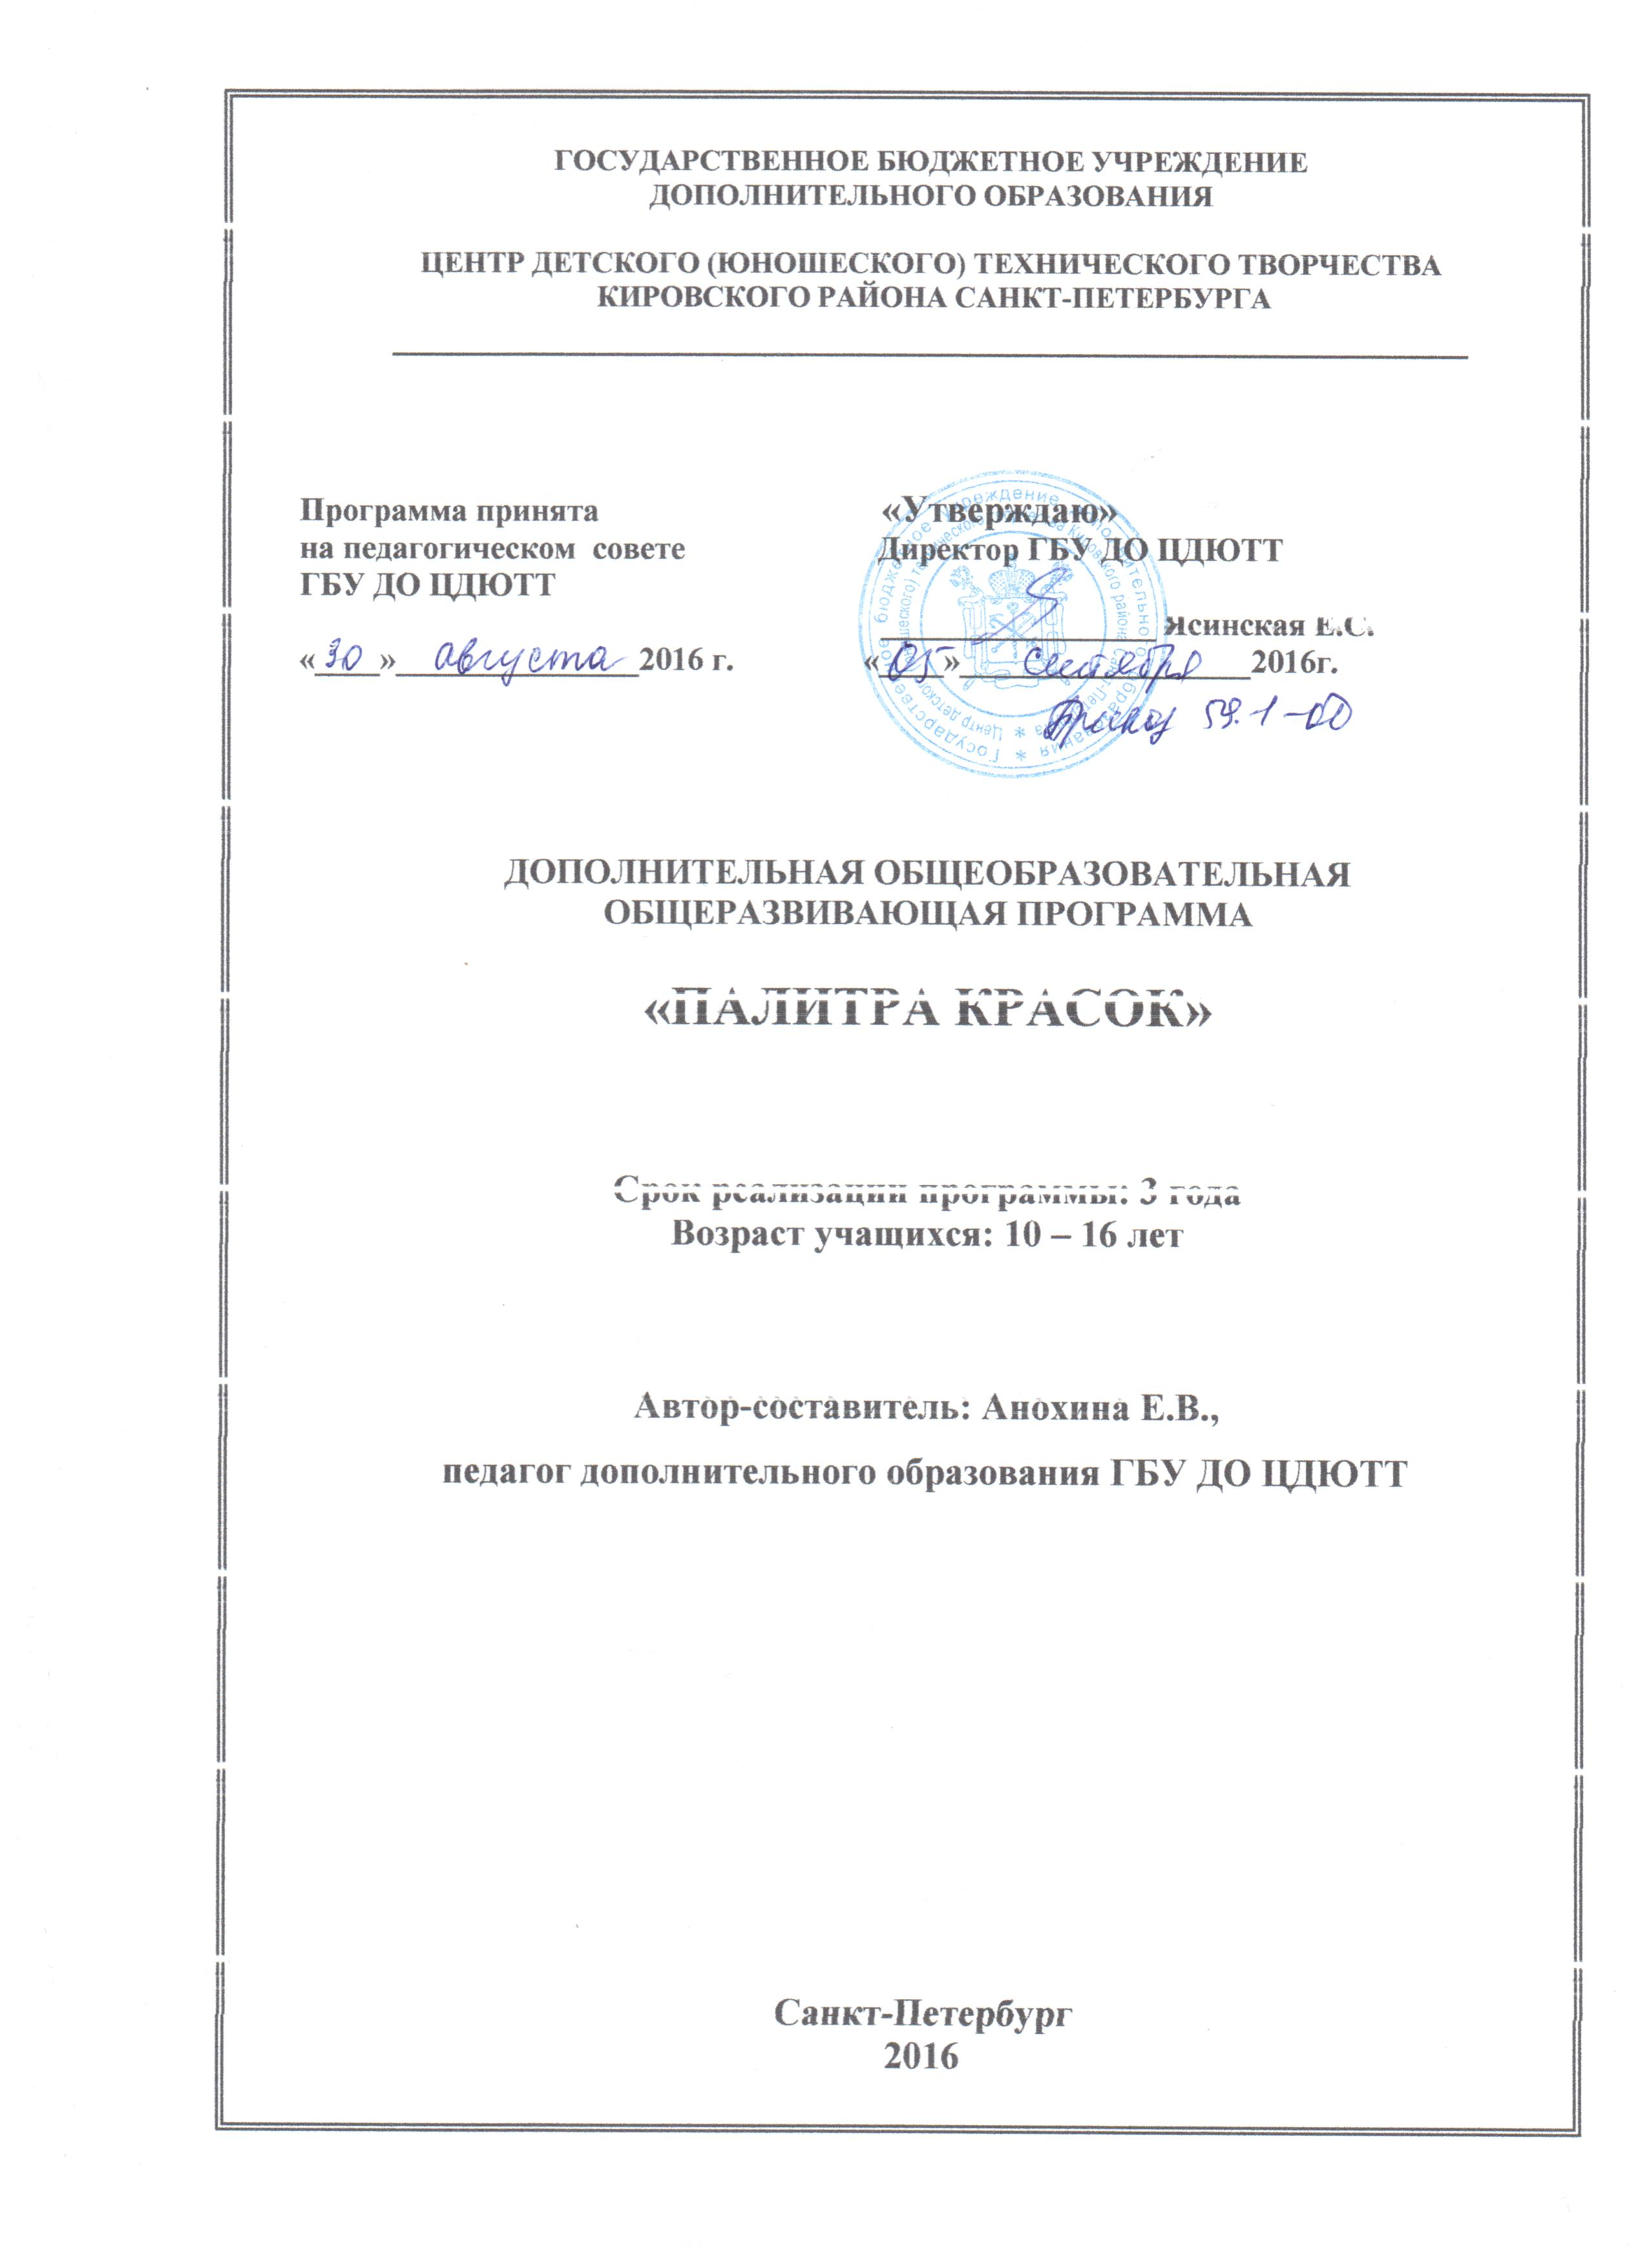 ГОСУДАРСТВЕННОЕ БЮДЖЕТНОЕ УЧРЕЖДЕНИЕ
ДОПОЛНИТЕЛЬНОГО ОБРАЗОВАНИЯ
ЦЕНТР ДЕТСКОГО (ЮНОШЕСКОГО) ТЕХНИЧЕСКОГО ТВОРЧЕСТВА
КИРОВСКОГО РАЙОНА САНКТ-ПЕТЕРБУРГА
Программа принята
на педагогическом совете
ГБУ ДО ЦДЮТТ
«30» августа 2016 г.
«Утверждаю»
Директор ГБУ ДО ЦДЮТТ
Ясинская Е.С.
«05» сентября 2016г.
Приказ 59.1-ОД
ДОПОЛНИТЕЛЬНАЯ ОБЩЕОБРАЗОВАТЕЛЬНАЯ
ОБЩЕРАЗВИВАЮЩАЯ ПРОГРАММА
«ПАЛИТРА КРАСОК»
Срок реализации программы: 3 года
Возраст учащихся: 10 – 16 лет
Автор-составитель: Анохина Е.В.,
педагог дополнительного образования ГБУ ДО ЦДЮТТ
Санкт-Петербург
2016